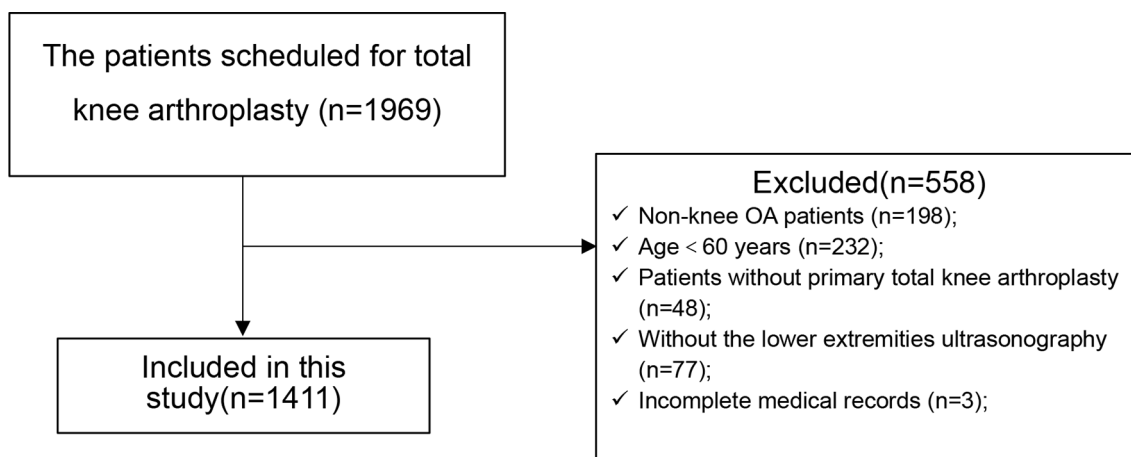 The patients scheduled for total
knee arthroplasty (n=1969)
Excluded(n=558)
✓ Non-knee OA patients (n=198);
✓ Age < 60 years (n=232);
✓ Patients without primary total knee arthroplasty
(n=48);
✓ Without the lower extremities ultrasonography
(n=77);
✓ Incomplete medical records (n=3);
Included in this
study(n=1411)